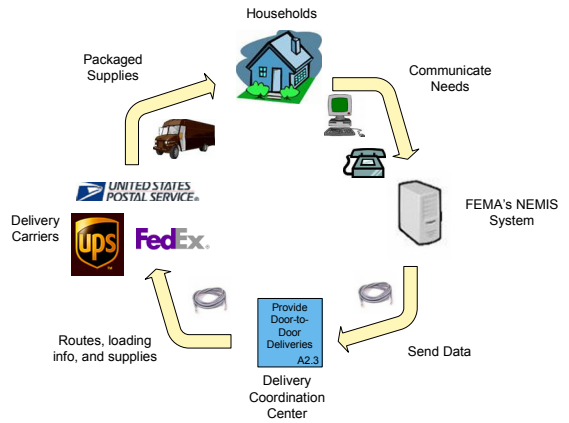 Households
Packaged
Supplies
Communicate
Needs
UNITED STATES
POSTAL SERVICE®
FEMA's NEMIS
System
Delivery
Carriers
ups
FedEx.
Provide
Door-to-
Door
Deliveries
A2.3
Routes, loading
info, and supplies
Send Data
Delivery
Coordination
Center